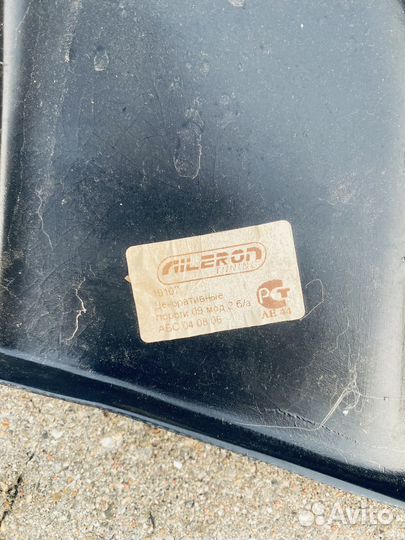 AILERON
TUNING
Декоративные
пороги 09 мод 2 б/а
АБС 04 08 06
РСТ
АВ 44
Avito